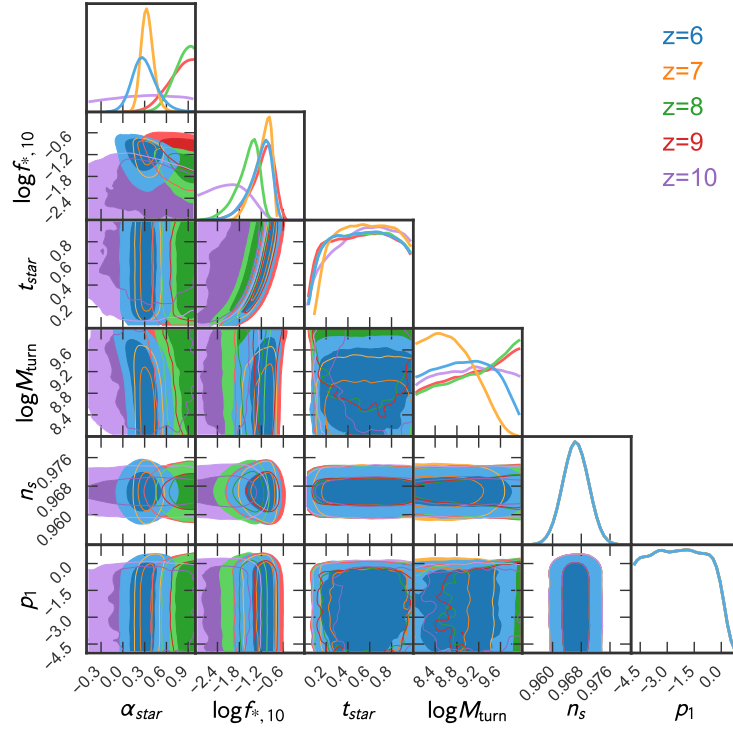 z=6
z=7
z=8
z=9
z=10
log f*, 10
−0.6
−1.2
−1.8
−2.4
t_star
0.8
0.6
0.4
0.2
log M_turn
9.6
9.2
8.8
8.4
n_s
0.976
0.968
0.960
p_1
0.0
−1.5
−3.0
−4.5
−0.3 0.0 0.3 0.6 0.9
−2.4 −1.8 −1.2 −0.6
0.2 0.4 0.6 0.8
8.4 8.8 9.2 9.6
0.960 0.968 0.976
−4.5 −3.0 −1.5 0.0
α_star log f*, 10 t_star log M_turn n_s p_1